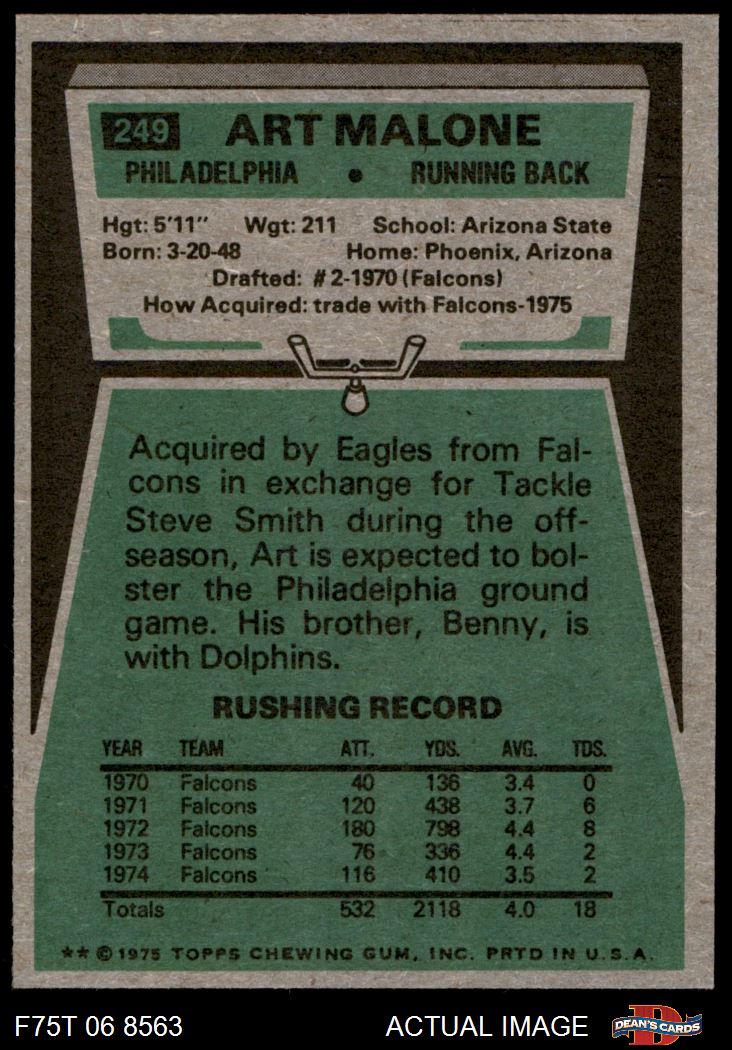 249 ART MALONE
PHILADELPHIA • RUNNING BACK
Hgt: 5'11" Wgt: 211 School: Arizona State
Born: 3-20-48 Home: Phoenix, Arizona
Drafted: #2-1970 (Falcons)
How Acquired: trade with Falcons-1975
Acquired by Eagles from Fal-
cons in exchange for Tackle
Steve Smith during the off-
season, Art is expected to bol-
ster the Philadelphia ground
game. His brother, Benny, is
with Dolphins.
RUSHING RECORD
YEAR TEAM ATT. YDS. AVG. TDS.
1970 Falcons 40 136 3.4 0
1971 Falcons 120 438 3.7 6
1972 Falcons 180 798 4.4 8
1973 Falcons 76 336 4.4 2
1974 Falcons 116 410 3.5 2
Totals 532 2118 4.0 18
** © 1975 TOPPS CHEWING GUM, INC. PRTD IN U.S.A.
F75T 06 8563 ACTUAL IMAGE DEAN'S CARDS